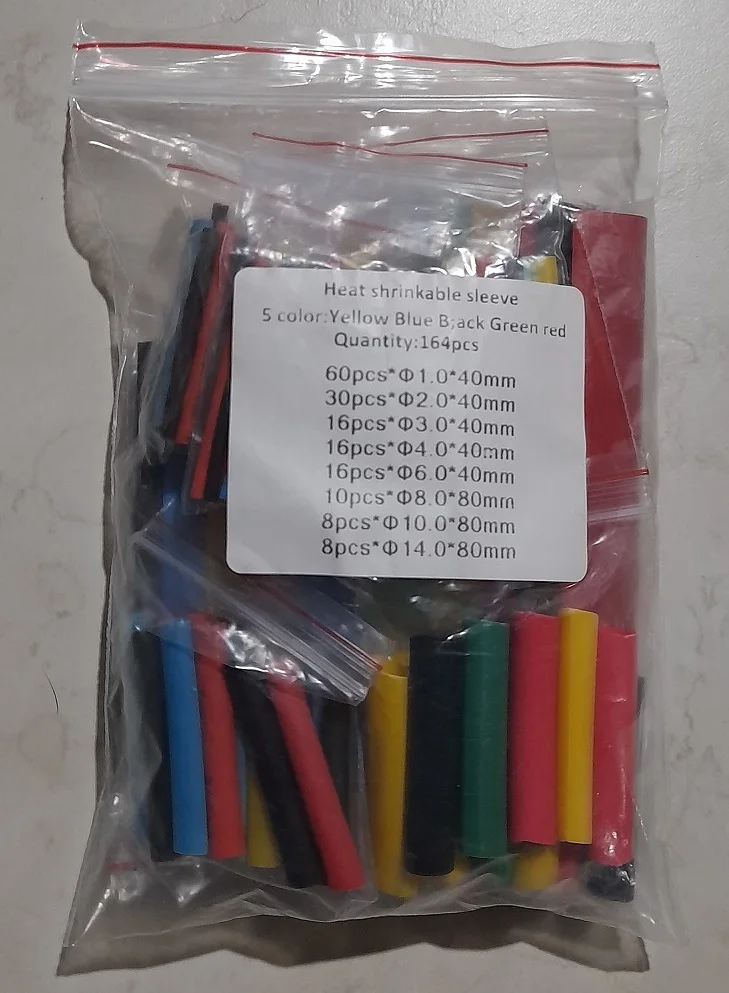 Heat shrinkable sleeve
5 color:Yellow Blue B;ack Green red
Quantity:164pcs
60pcs*Φ1.0*40mm
30pcs*Φ2.0*40mm
16pcs*Φ3.0*40mm
16pcs*Φ4.0*40mm
16pcs*Φ6.0*40mm
10pcs*Φ8.0*80mm
8pcs*Φ10.0*80mm
8pcs*Φ14.0*80mm